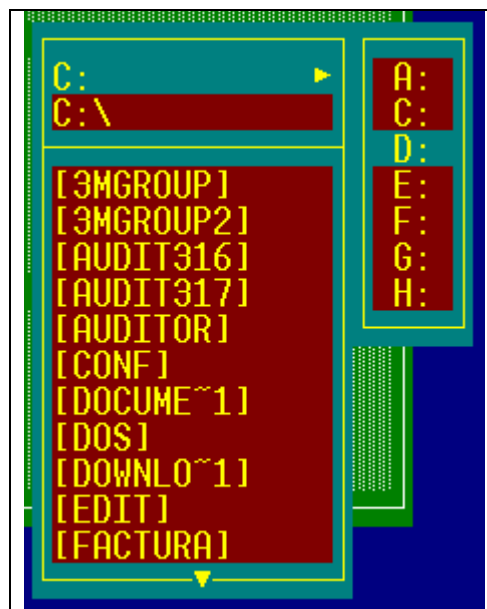 C: ►
C:\
[3MGROUP]
[3MGROUP2]
[AUDIT316]
[AUDIT317]
[AUDITOR]
[CONF]
[DOCUME~1]
[DOS]
[DOWNLO~1]
[EDIT]
[FACTURA]
A:
C:
D:
E:
F:
G:
H: